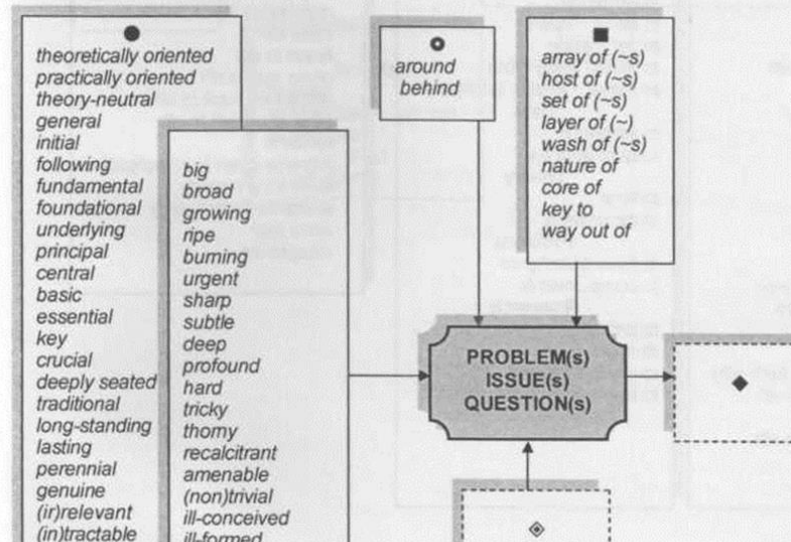 theoretically oriented
practically oriented
theory-neutral
general
initial
following
fundamental
foundational
underlying
principal
central
basic
essential
key
crucial
deeply seated
traditional
long-standing
lasting
perennial
genuine
(ir)relevant
(in)tractable
big
broad
growing
ripe
burning
urgent
sharp
subtle
deep
profound
hard
tricky
thorny
recalcitrant
amenable
(non)trivial
ill-conceived
ill-formed
around
behind
array of (~s)
host of (~s)
set of (~s)
layer of (~)
wash of (~s)
nature of
core of
key to
way out of
PROBLEM(s)
ISSUE(s)
QUESTION(s)